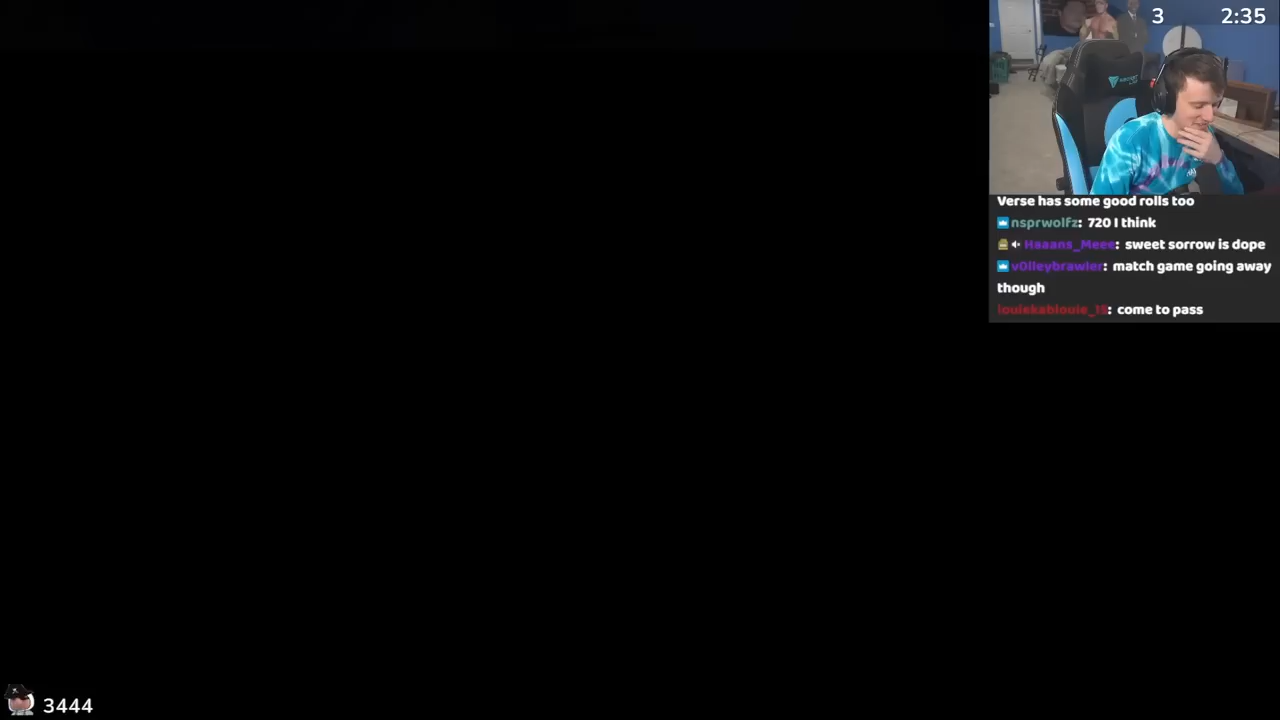 3 2:35
Verse has some good rolls too
nsprwolfz: 720 I think
Haaans_Meee: sweet sorrow is dope
v0lleybrawler: match game going away
though
louiekablouie_15: come to pass
3444